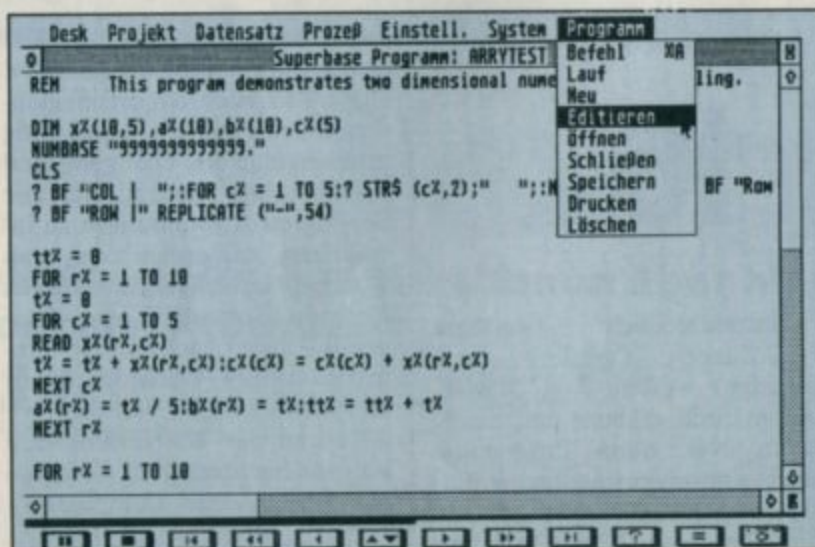 Desk Projekt Datensatz Prozeß Einstell. System Programm
Superbase Programm: ARRYTEST
Befehl ⌘A
Lauf
Neu
Editieren
Öffnen
Schließen
Speichern
Drucken
Löschen
REM This program demonstrates two dimensional nume ling.
DIM x%(10,5),a%(10),b%(10),c%(5)
NUMBASE "9999999999999."
CLS
? BF "COL | ";:FOR c% = 1 TO 5:? STR$ (c%,2);" ";:N BF "Row
? BF "ROW |" REPLICATE ("-",54)
tt% = 0
FOR r% = 1 TO 10
t% = 0
FOR c% = 1 TO 5
READ x%(r%,c%)
t% = t% + x%(r%,c%):c%(c%) = c%(c%) + x%(r%,c%)
NEXT c%
a%(r%) = t% / 5:b%(r%) = t%:tt% = tt% + t%
NEXT r%
FOR r% = 1 TO 10